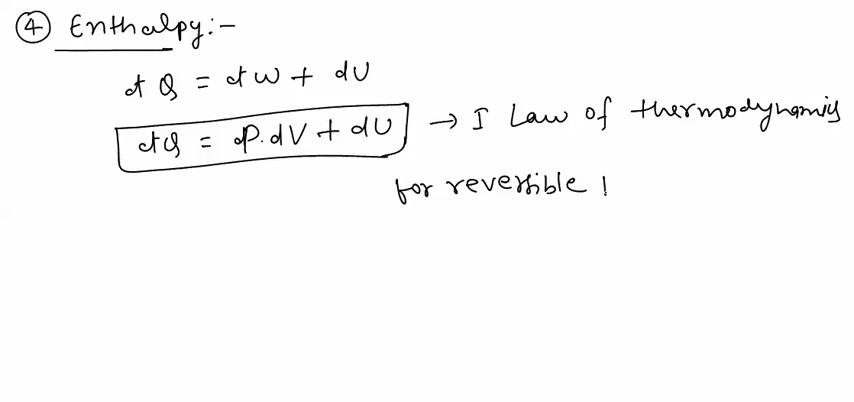 ④ Enthalpy:-
đQ = đW + dU
đQ = P.dV + dU → I Law of thermodynamics
for reversible